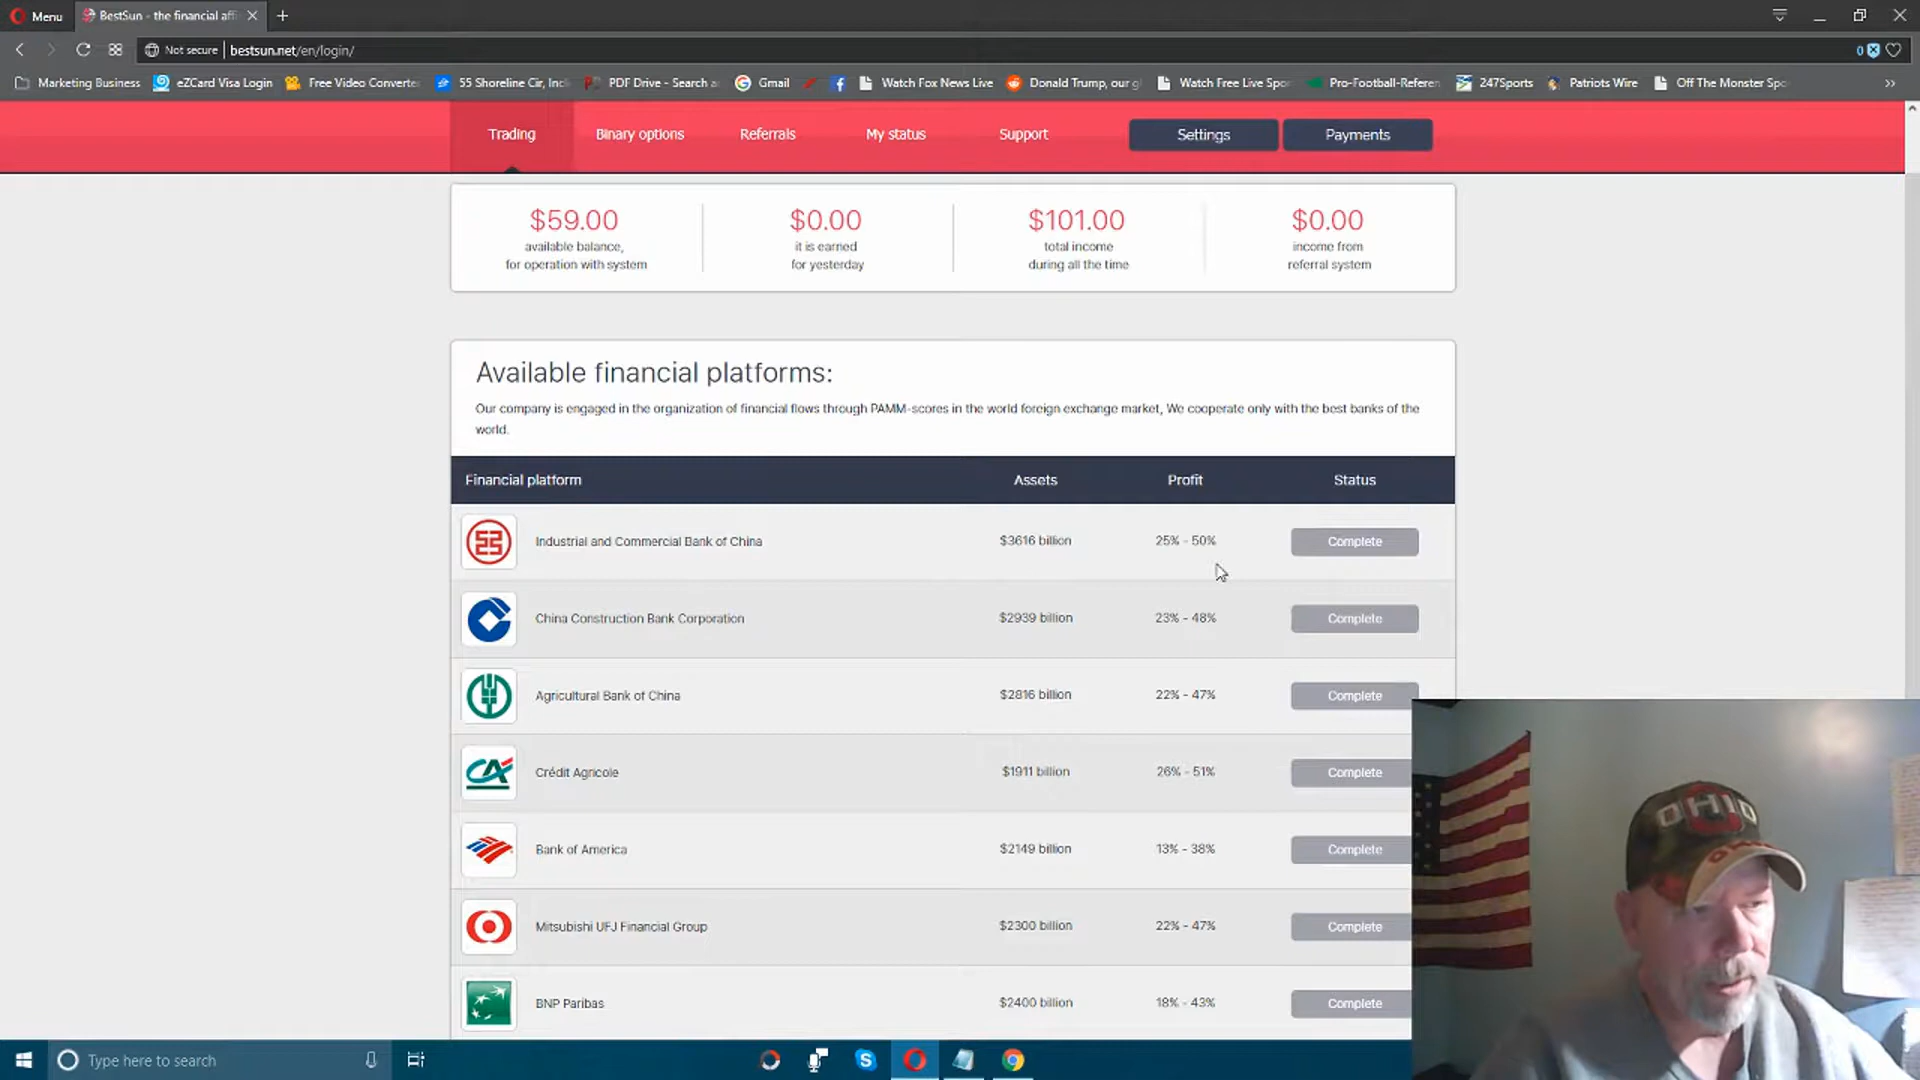 Menu
BestSun - the financial aff
Not secure
bestsun.net/en/login/
0
Marketing Business
eZCard Visa Login
Free Video Converte
55 Shoreline Cir, Inc
PDF Drive - Search a
Gmail
Watch Fox News Live
Donald Trump, our g
Watch Free Live Spo
Pro-Football-Referen
247Sports
Patriots Wire
Off The Monster Spo
Trading
Binary options
Referrals
My status
Support
Settings
Payments
$59.00
available balance,
for operation with system
$0.00
it is earned
for yesterday
$101.00
total income
during all the time
$0.00
income from
referral system
Available financial platforms:
Our company is engaged in the organization of financial flows through PAMM-scores in the world foreign exchange market, We cooperate only with the best banks of the
world.
Financial platform Assets Profit Status
Industrial and Commercial Bank of China $3616 billion 25% - 50% Complete
China Construction Bank Corporation $2939 billion 23% - 48% Complete
Agricultural Bank of China $2816 billion 22% - 47% Complete
Crédit Agricole $1911 billion 26% - 51% Complete
Bank of America $2149 billion 13% - 38% Complete
Mitsubishi UFJ Financial Group $2300 billion 22% - 47% Complete
BNP Paribas $2400 billion 18% - 43% Complete
OHIO
Type here to search